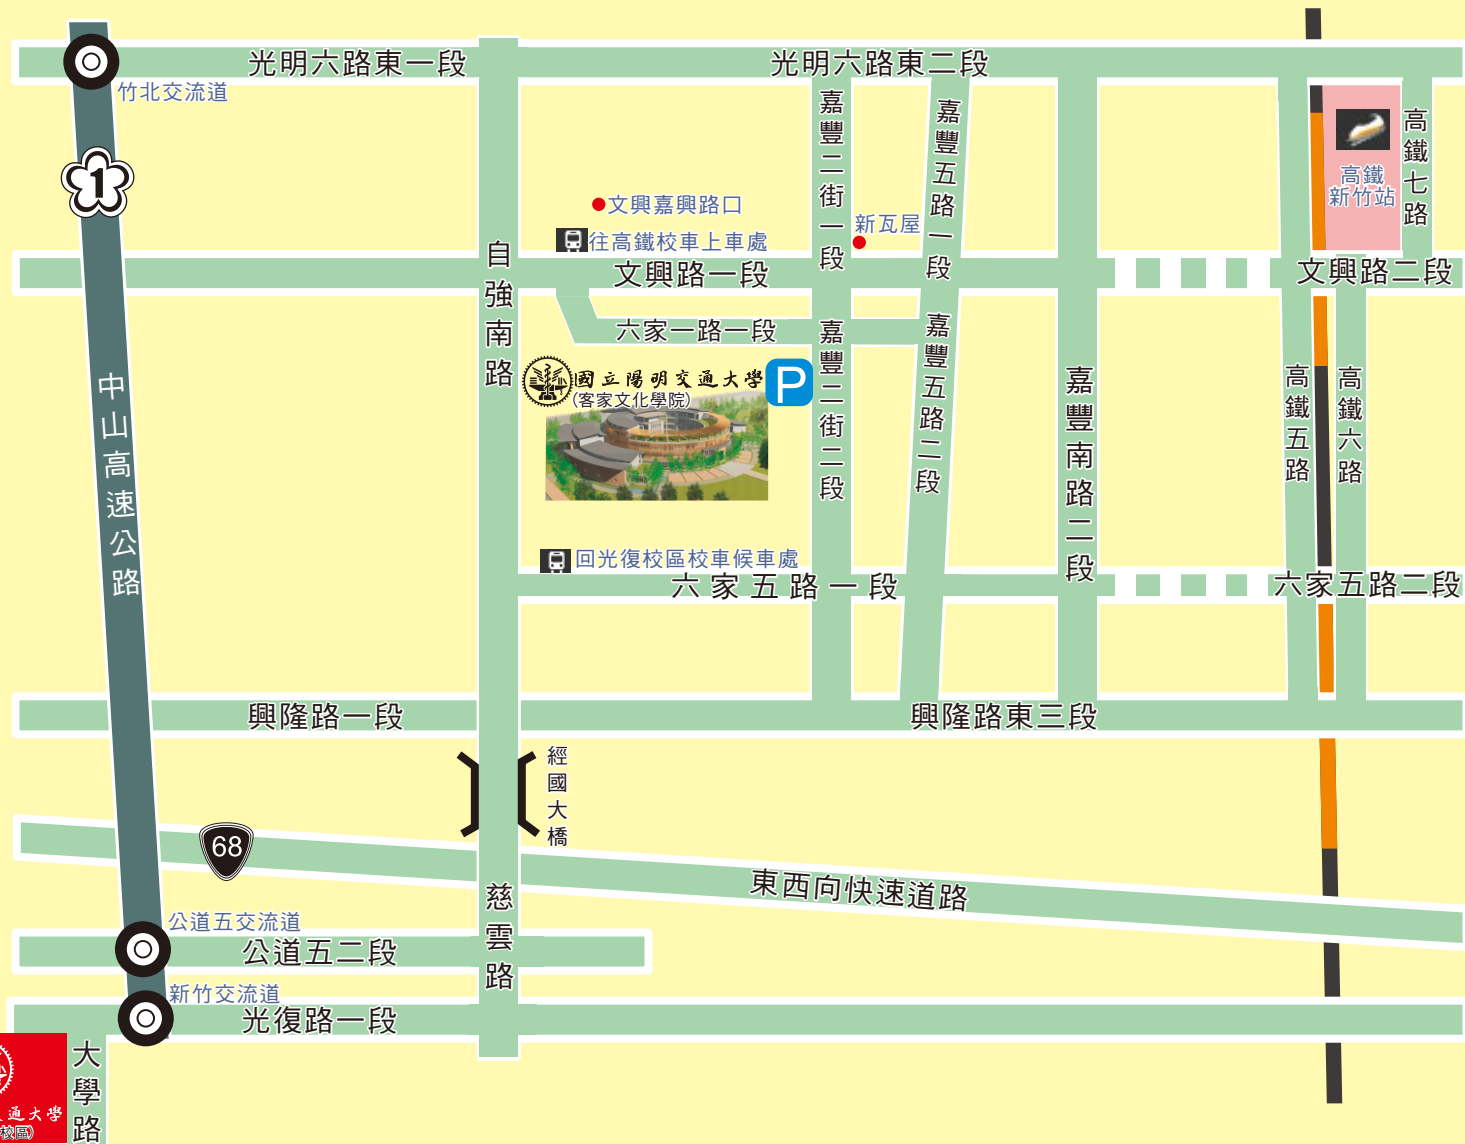 光明六路東一段
光明六路東二段
竹北交流道
1
嘉豐二街一段
嘉豐五路一段
高鐵七路
高鐵
新竹站
文興嘉興路口
新瓦屋
往高鐵校車上車處
自強南路
文興路一段
文興路二段
六家一路一段
嘉豐二街二段
嘉豐五路二段
國立陽明交通大學
(客家文化學院)
P
中山高速公路
嘉豐南路二段
高鐵五路
高鐵六路
回光復校區校車候車處
六家五路一段
六家五路二段
興隆路一段
興隆路東三段
經國大橋
68
東西向快速道路
慈雲路
公道五交流道
公道五二段
新竹交流道
光復路一段
大學路
通大學
校區)